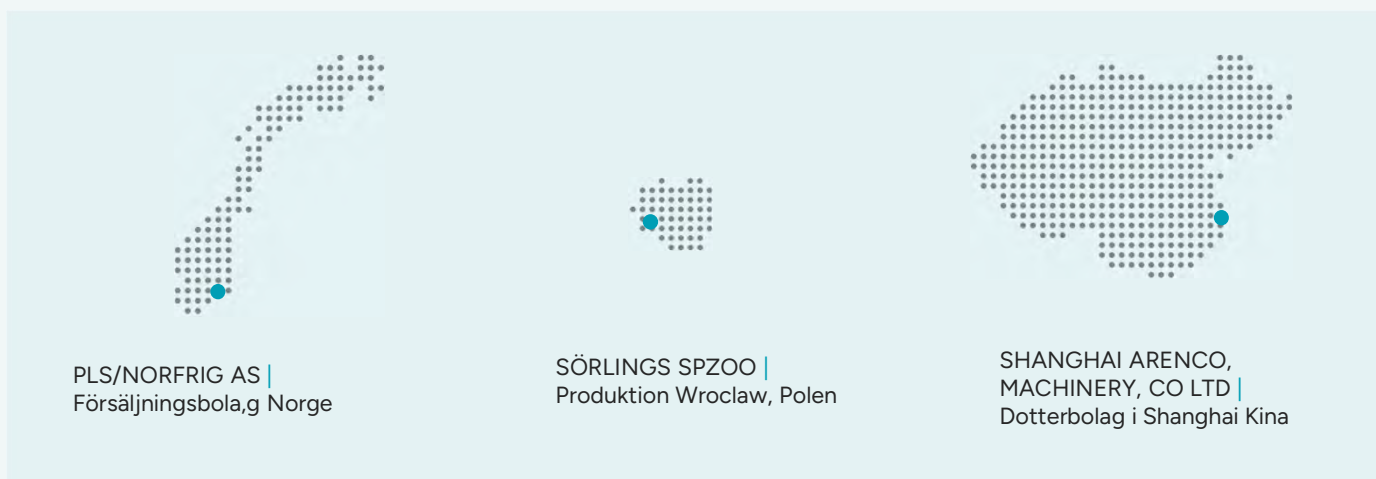 PLS/NORFRIG AS |
Försäljningsbola,g Norge
SÖRLINGS SPZOO |
Produktion Wroclaw, Polen
SHANGHAI ARENCO,
MACHINERY, CO LTD |
Dotterbolag i Shanghai Kina